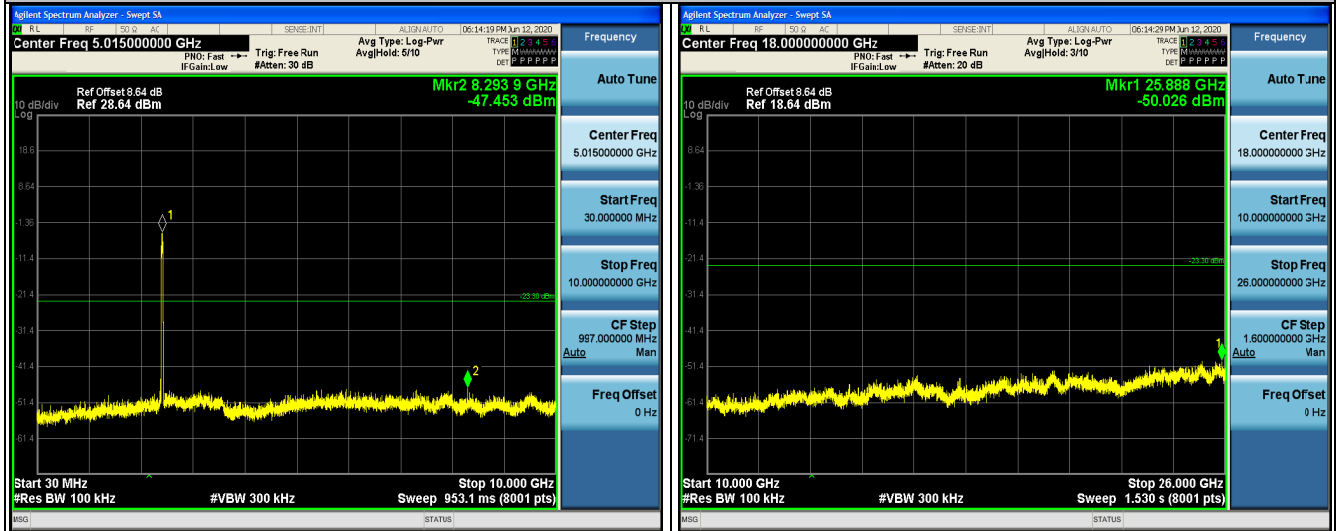 Agilent Spectrum Analyzer - Swept SA
RL RF 50 Ω AC SENSE:INT ALIGNAUTO 06:14:19 PM Jun 12, 2020
Center Freq 5.015000000 GHz
PNO: Fast
IFGain:Low
Trig: Free Run
#Atten: 30 dB
Avg Type: Log-Pwr
Avg|Hold: 5/10
TRACE 1 2 3 4 5 6
TYPE M WWWWW
DET P P P P P P
Mkr2 8.293 9 GHz
-47.453 dBm
Ref Offset 8.64 dB
Ref 28.64 dBm
10 dB/div
Log
18.6
8.64
-1.36
-11.4
-21.4
-31.4
-41.4
-51.4
-61.4
1
-23.30 dBm
2
Start 30 MHz
Stop 10.000 GHz
#Res BW 100 kHz
#VBW 300 kHz
Sweep 953.1 ms (8001 pts)
MSG
STATUS
Frequency
Auto Tune
Center Freq
5.015000000 GHz
Start Freq
30.000000 MHz
Stop Freq
10.000000000 GHz
CF Step
997.000000 MHz
Auto Man
Freq Offset
0 Hz
Agilent Spectrum Analyzer - Swept SA
RL RF 50 Ω AC SENSE:INT ALIGNAUTO 06:14:29 PM Jun 12, 2020
Center Freq 18.000000000 GHz
PNO: Fast
IFGain:Low
Trig: Free Run
#Atten: 20 dB
Avg Type: Log-Pwr
Avg|Hold: 3/10
TRACE 1 2 3 4 5 6
TYPE M WWWWW
DET P P P P P P
Mkr1 25.888 GHz
-50.026 dBm
Ref Offset 8.64 dB
Ref 18.64 dBm
10 dB/div
Log
8.64
-1.36
-11.4
-21.4
-31.4
-41.4
-51.4
-61.4
-71.4
-23.30 dBm
1
Start 10.000 GHz
Stop 26.000 GHz
#Res BW 100 kHz
#VBW 300 kHz
Sweep 1.530 s (8001 pts)
MSG
STATUS
Frequency
Auto Tune
Center Freq
18.000000000 GHz
Start Freq
10.000000000 GHz
Stop Freq
26.000000000 GHz
CF Step
1.600000000 GHz
Auto Man
Freq Offset
0 Hz